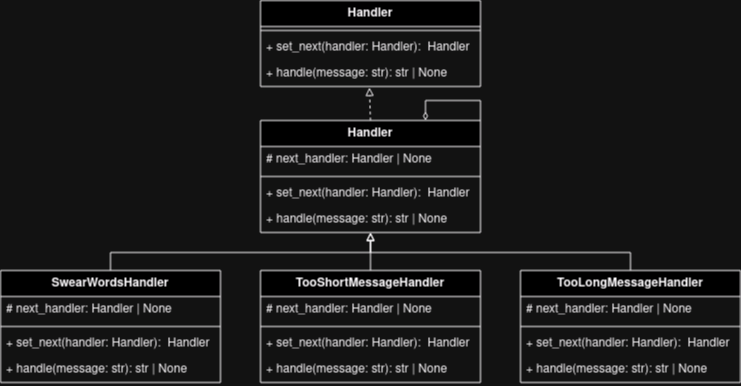 Handler
+ set_next(handler: Handler):  Handler
+ handle(message: str): str | None
Handler
# next_handler: Handler | None
+ set_next(handler: Handler):  Handler
+ handle(message: str): str | None
SwearWordsHandler
# next_handler: Handler | None
+ set_next(handler: Handler):  Handler
+ handle(message: str): str | None
TooShortMessageHandler
# next_handler: Handler | None
+ set_next(handler: Handler):  Handler
+ handle(message: str): str | None
TooLongMessageHandler
# next_handler: Handler | None
+ set_next(handler: Handler):  Handler
+ handle(message: str): str | None